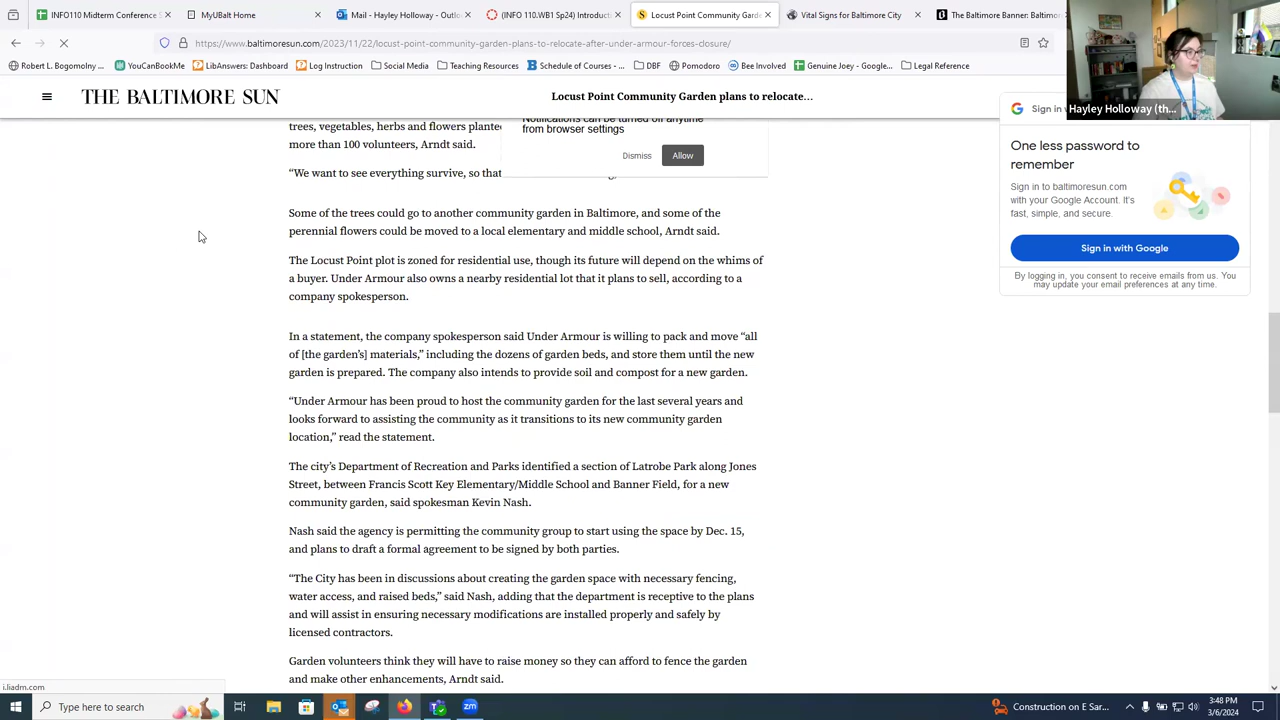 INFO110 Midterm Conference S
MyUBalt Home
Mail - Hayley Holloway - Outlo
(INFO 110.WB1 Sp24) Introducti
Locust Point Community Garde
Vital Signs for Baltimore City
The Baltimore Banner: Baltimor
https://www.baltimoresun.com/2023/11/22/locust-point-community-garden-plans-to-relocate-after-under-armour-forces-closure/
Robert L. Bogomolny ...
YouCanBookMe
LibAnswers: Dashboard
Log Instruction
Social Media
Teaching Resources
Schedule of Courses - ...
DBF
Pomodoro
Bee Involved
Genuine Joey - Googl...
Legal Reference
THE BALTIMORE SUN
Locust Point Community Garden plans to relocate...
Hayley Holloway (th...
Sign in
One less password to
remember
Sign in to baltimoresun.com
with your Google Account. It's
fast, simple, and secure.
Sign in with Google
By logging in, you consent to receive emails from us. You
may update your email preferences at any time.
Notifications can be turned off anytime
from browser settings
Dismiss
Allow
trees, vegetables, herbs and flowers plante
more than 100 volunteers, Arndt said.
“We want to see everything survive, so that
Some of the trees could go to another community garden in Baltimore, and some of the
perennial flowers could be moved to a local elementary and middle school, Arndt said.
The Locust Point plot is zoned for residential use, though its future will depend on the whims of
a buyer. Under Armour also owns a nearby residential lot that it plans to sell, according to a
company spokesperson.
In a statement, the company spokesperson said Under Armour is willing to pack and move “all
of [the garden’s] materials,” including the dozens of garden beds, and store them until the new
garden is prepared. The company also intends to provide soil and compost for a new garden.
“Under Armour has been proud to host the community garden for the last several years and
looks forward to assisting the community as it transitions to its new community garden
location,” read the statement.
The city’s Department of Recreation and Parks identified a section of Latrobe Park along Jones
Street, between Francis Scott Key Elementary/Middle School and Banner Field, for a new
community garden, said spokesman Kevin Nash.
Nash said the agency is permitting the community group to start using the space by Dec. 15,
and plans to draft a formal agreement to be signed by both parties.
“The City has been in discussions about creating the garden space with necessary fencing,
water access, and raised beds,” said Nash, adding that the department is receptive to the plans
and will assist in ensuring necessary modifications are installed properly and safely by
licensed contractors.
Garden volunteers think they will have to raise money so they can afford to fence the garden
and make other enhancements, Arndt said.
i.liadm.com
Type here to search
Construction on E Sar...
3:48 PM
3/6/2024